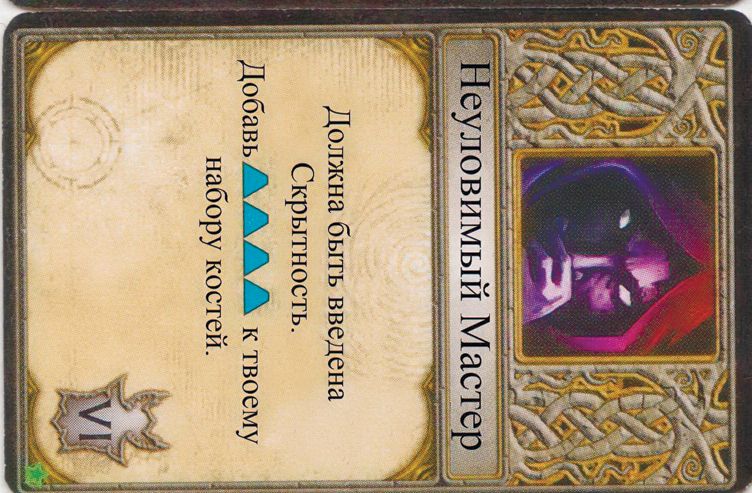 Неуловимый Мастер
Должна быть введена
Скрытность.
Добавь к твоему
набору костей.
VI